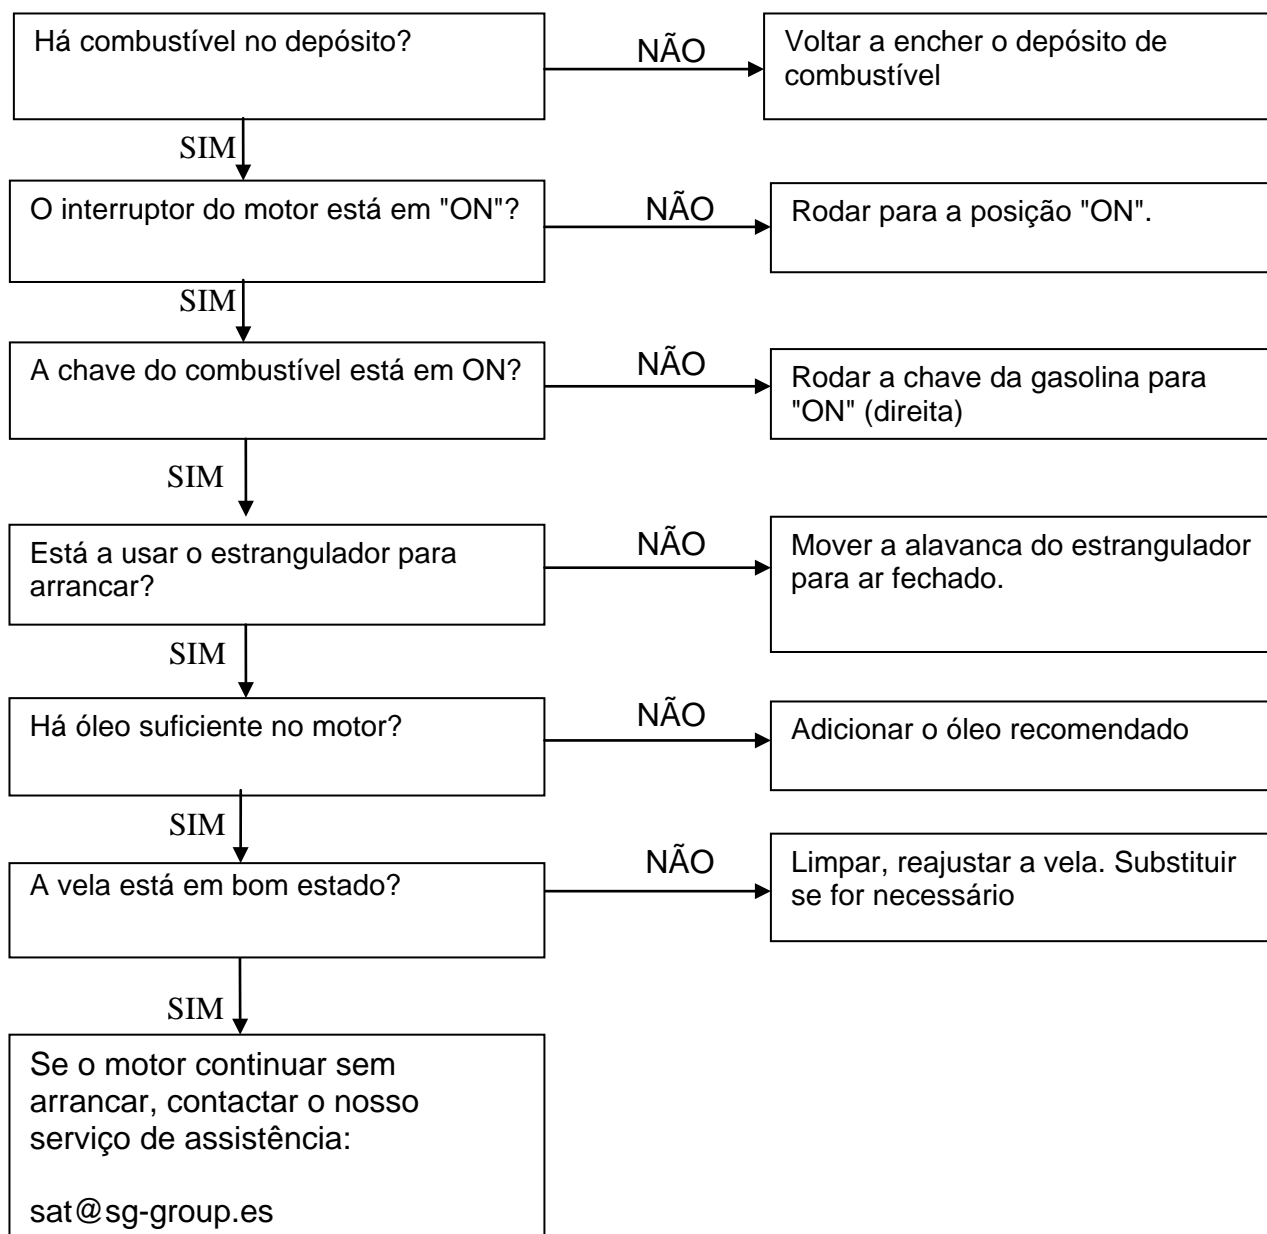 Há combustível no depósito?
NÃO
Voltar a encher o depósito de
combustível
SIM
O interruptor do motor está em "ON"?
NÃO
Rodar para a posição "ON".
SIM
A chave do combustível está em ON?
NÃO
Rodar a chave da gasolina para
"ON" (direita)
SIM
Está a usar o estrangulador para
arrancar?
NÃO
Mover a alavanca do estrangulador
para ar fechado.
SIM
Há óleo suficiente no motor?
NÃO
Adicionar o óleo recomendado
SIM
A vela está em bom estado?
NÃO
Limpar, reajustar a vela. Substituir
se for necessário
SIM
Se o motor continuar sem
arrancar, contactar o nosso
serviço de assistência:
sat@sg-group.es